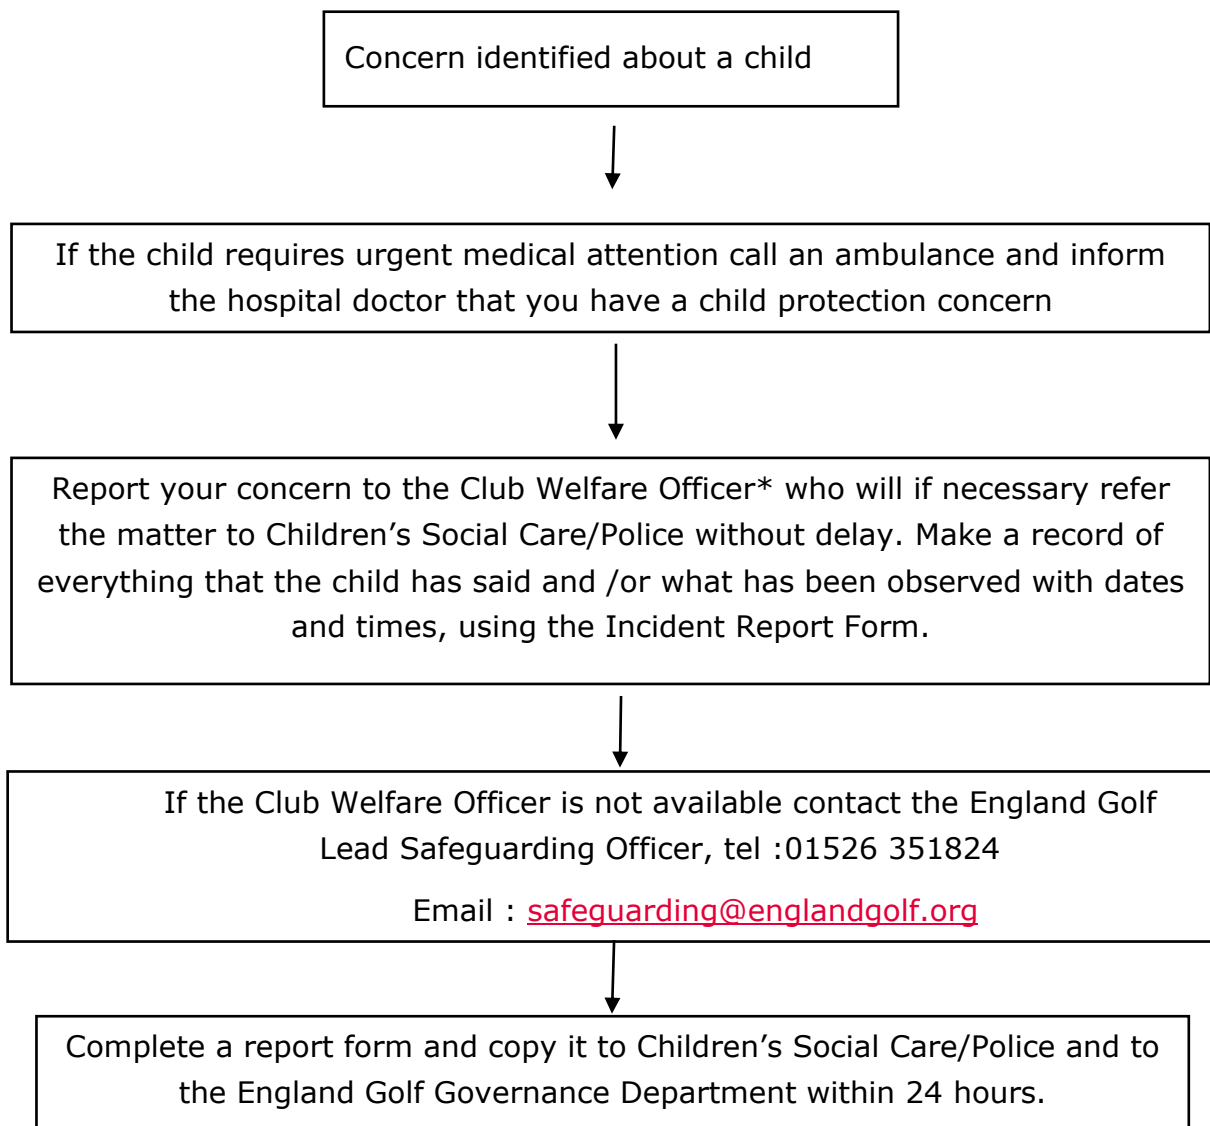 Concern identified about a child
If the child requires urgent medical attention call an ambulance and inform
the hospital doctor that you have a child protection concern
Report your concern to the Club Welfare Officer* who will if necessary refer
the matter to Children’s Social Care/Police without delay. Make a record of
everything that the child has said and /or what has been observed with dates
and times, using the Incident Report Form.
If the Club Welfare Officer is not available contact the England Golf
Lead Safeguarding Officer, tel :01526 351824
Email : safeguarding@englandgolf.org
Complete a report form and copy it to Children’s Social Care/Police and to
the England Golf Governance Department within 24 hours.